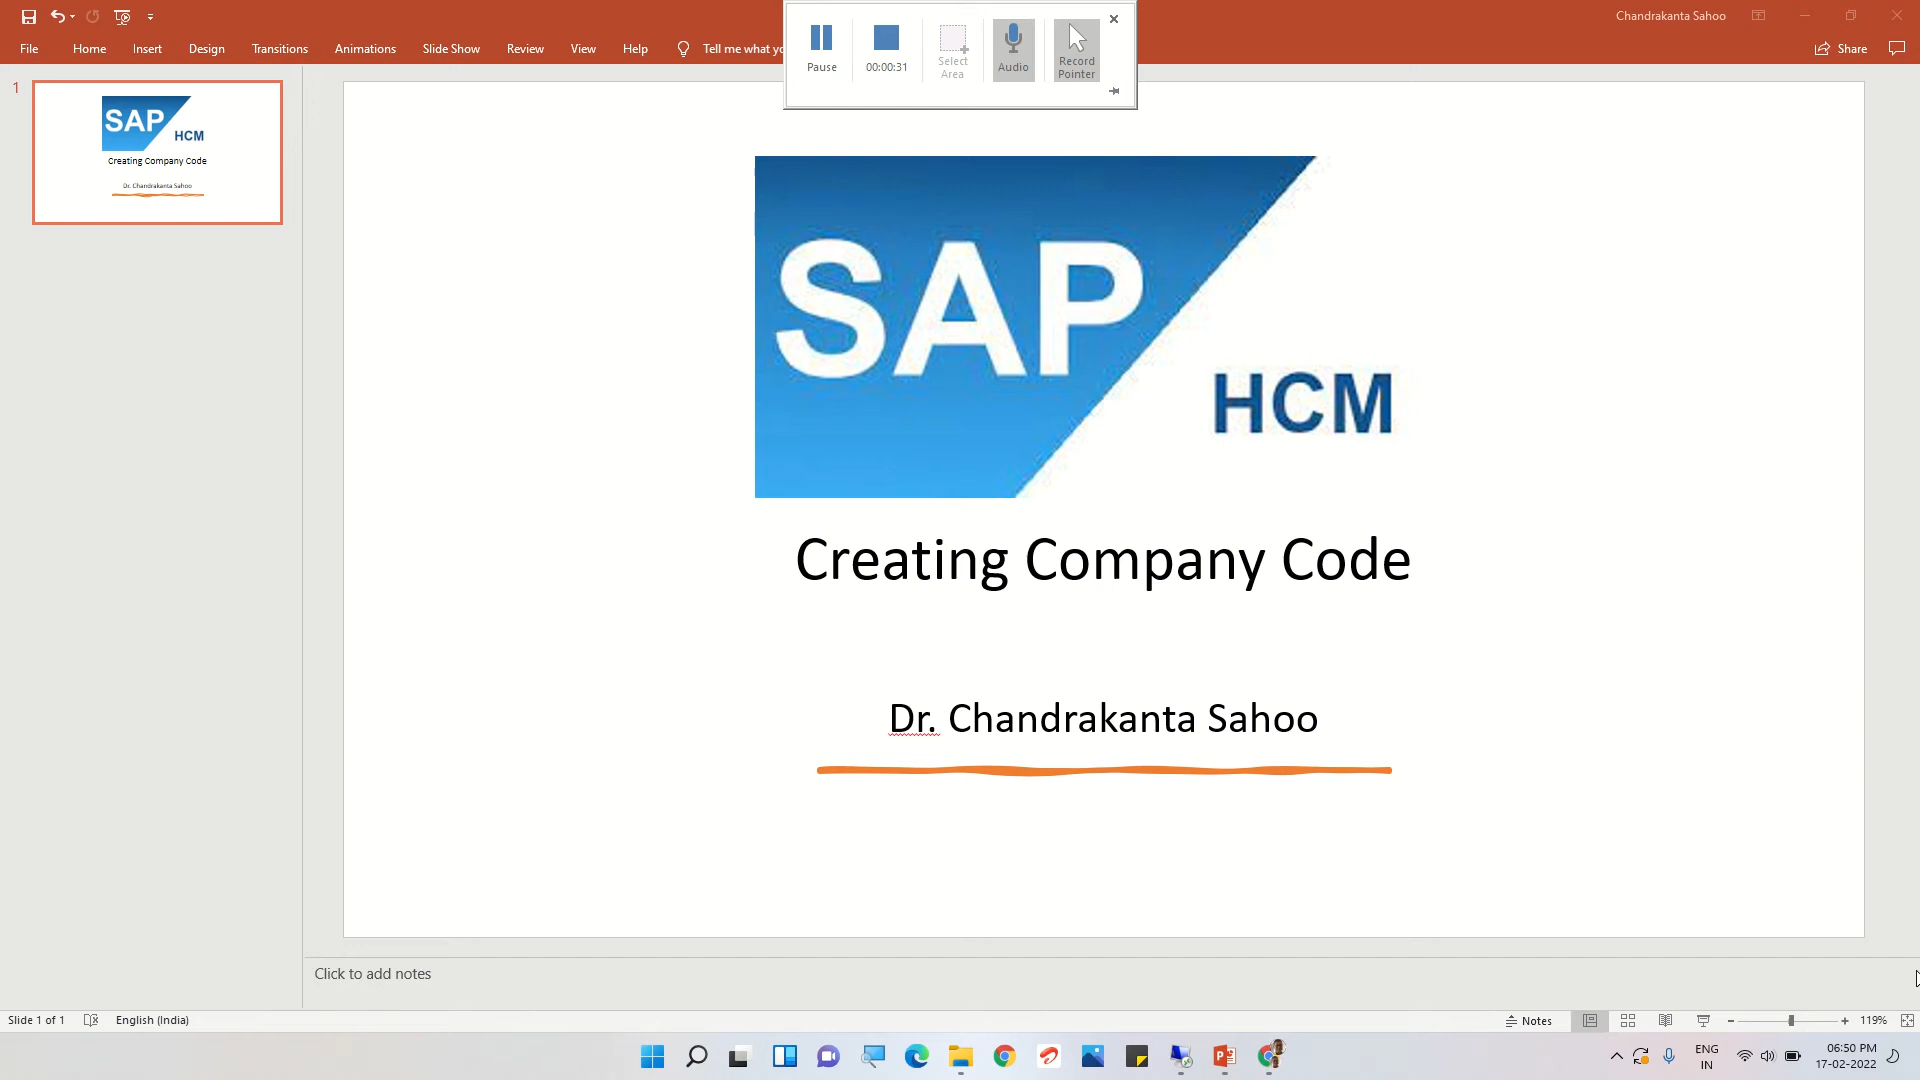 Chandrakanta Sahoo
File Home Insert Design Transitions Animations Slide Show Review View Help Tell me what yo
Share
Pause
00:00:31
Select Area
Audio
Record Pointer
1
SAP
HCM
Creating Company Code
Dr. Chandrakanta Sahoo
SAP
HCM
Creating Company Code
Dr. Chandrakanta Sahoo
Click to add notes
Slide 1 of 1 English (India) Notes 119%
ENG
IN
06:50 PM
17-02-2022